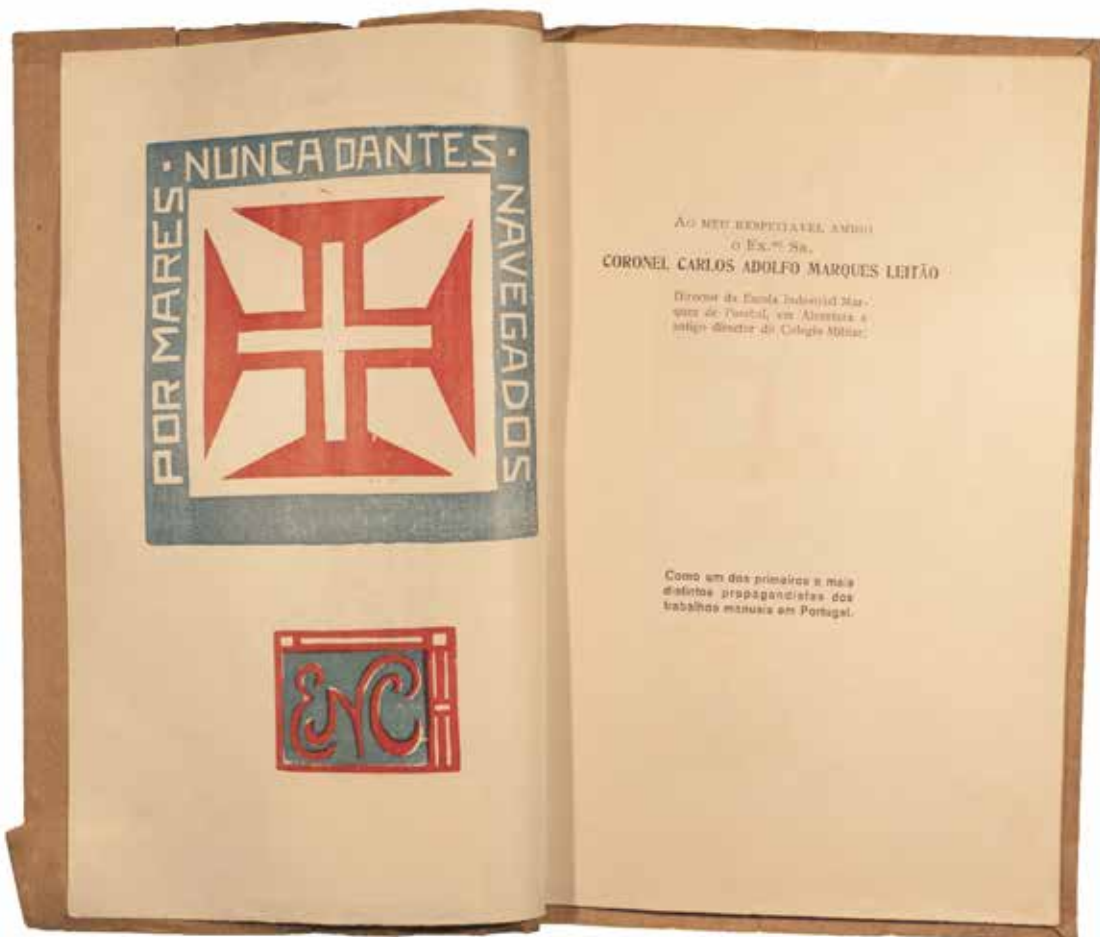 POR MARES · NUNCA DANTES · NAVEGADOS
ENC
AO MEU RESPEITAVEL AMIGO
O EX.mo SR.
CORONEL CARLOS ADOLFO MARQUES LEITÃO
Director da Escola Industrial Mar-
quez de Pombal, em Alcantara e
antigo director do Colegio Militar.
Como um dos primeiros e mais
distintos propagandistas dos
trabalhos manuais em Portugal.